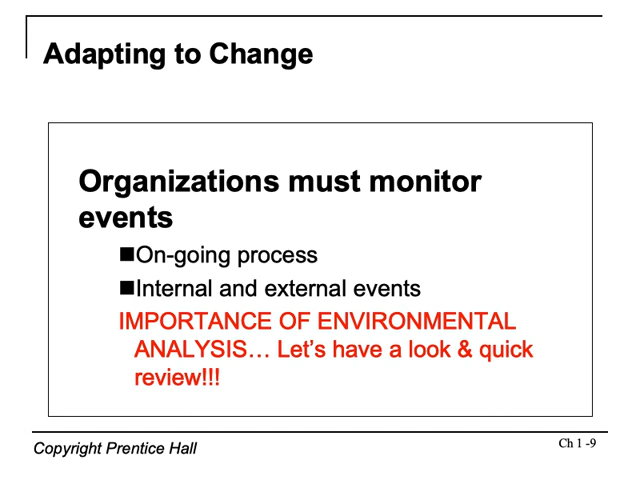 Adapting to Change
Organizations must monitor
events
■On-going process
■Internal and external events
IMPORTANCE OF ENVIRONMENTAL
ANALYSIS… Let’s have a look & quick
review!!!
Copyright Prentice Hall
Ch 1 -9